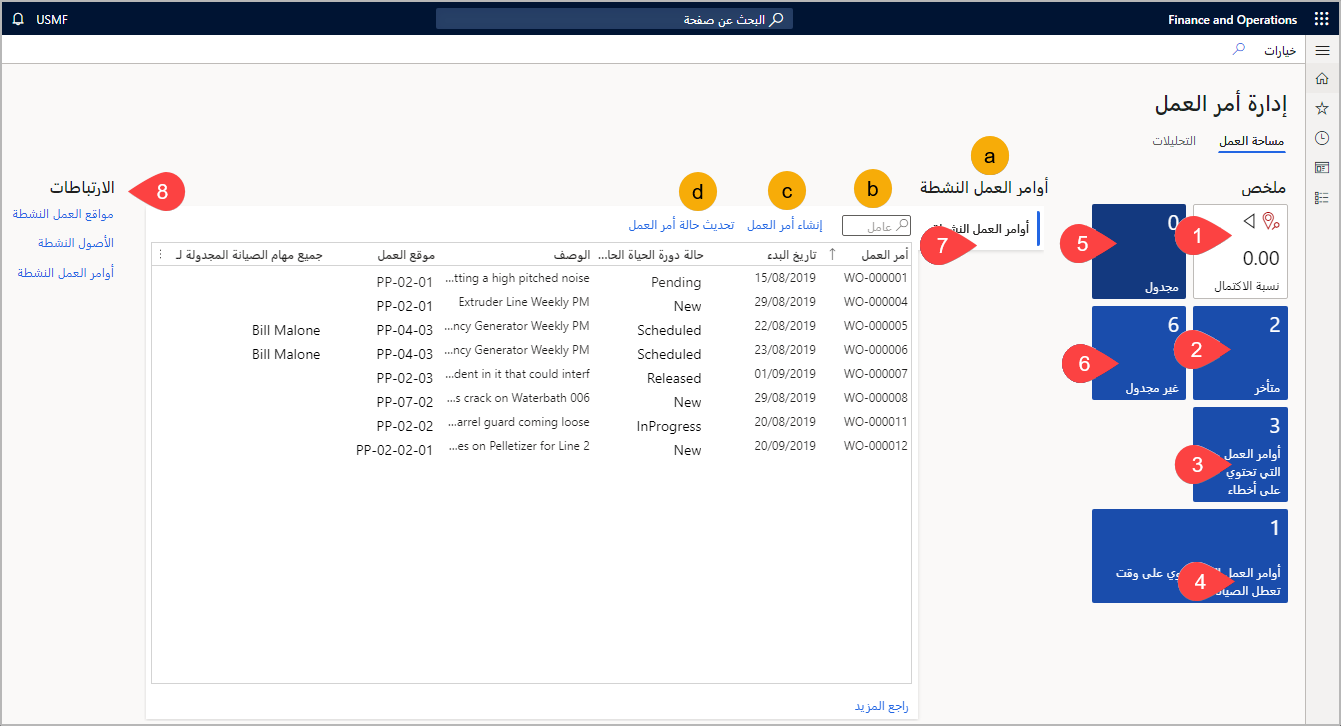 Finance and Operations
البحث عن صفحة
USMF
خيارات
إدارة أمر العمل
مساحة العمل
التحليلات
ملخص
1
0.00
نسبة الاكتمال
5
0
مجدول
2
2
متأخر
6
6
غير مجدول
3
3
أوامر العمل
التي تحتوي
على أخطاء
1
4
أوامر العمل
وي على وقت
تعطل
a
أوامر العمل النشطة
7
أوامر العمل
b
c
d
عامل
إنشاء أمر العمل
تحديث حالة أمر العمل
أمر العمل ↑ تاريخ البدء حالة دورة الحياة الحا... الوصف موقع العمل جميع مهام الصيانة المجدولة لـ
WO-000001 15/08/2019 Pending ...tting a high pitched noise PP-02-01
WO-000004 29/08/2019 New Extruder Line Weekly PM PP-02-01
WO-000005 22/08/2019 Scheduled ...ncy Generator Weekly PM PP-04-03 Bill Malone
WO-000006 23/08/2019 Scheduled ...ncy Generator Weekly PM PP-04-03 Bill Malone
WO-000007 01/09/2019 Released ...dent in it that could interf PP-02-03
WO-000008 29/08/2019 New ...s crack on Waterbath 006 PP-07-02
WO-000011 20/08/2019 InProgress ...arrel guard coming loose PP-02-02
WO-000012 20/09/2019 New ...es on Pelletizer for Line 2 PP-02-02-01
راجع المزيد
8
الارتباطات
مواقع العمل النشطة
الأصول النشطة
أوامر العمل النشطة